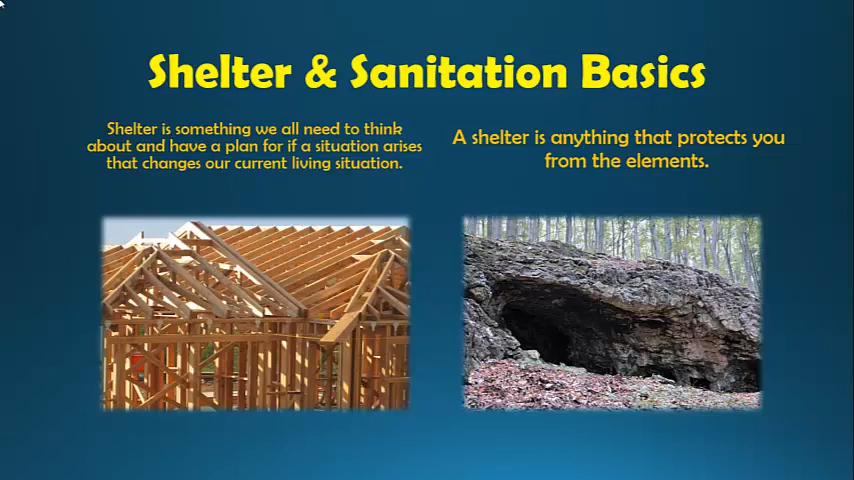 Shelter & Sanitation Basics
Shelter is something we all need to think
about and have a plan for if a situation arises
that changes our current living situation.
A shelter is anything that protects you
from the elements.